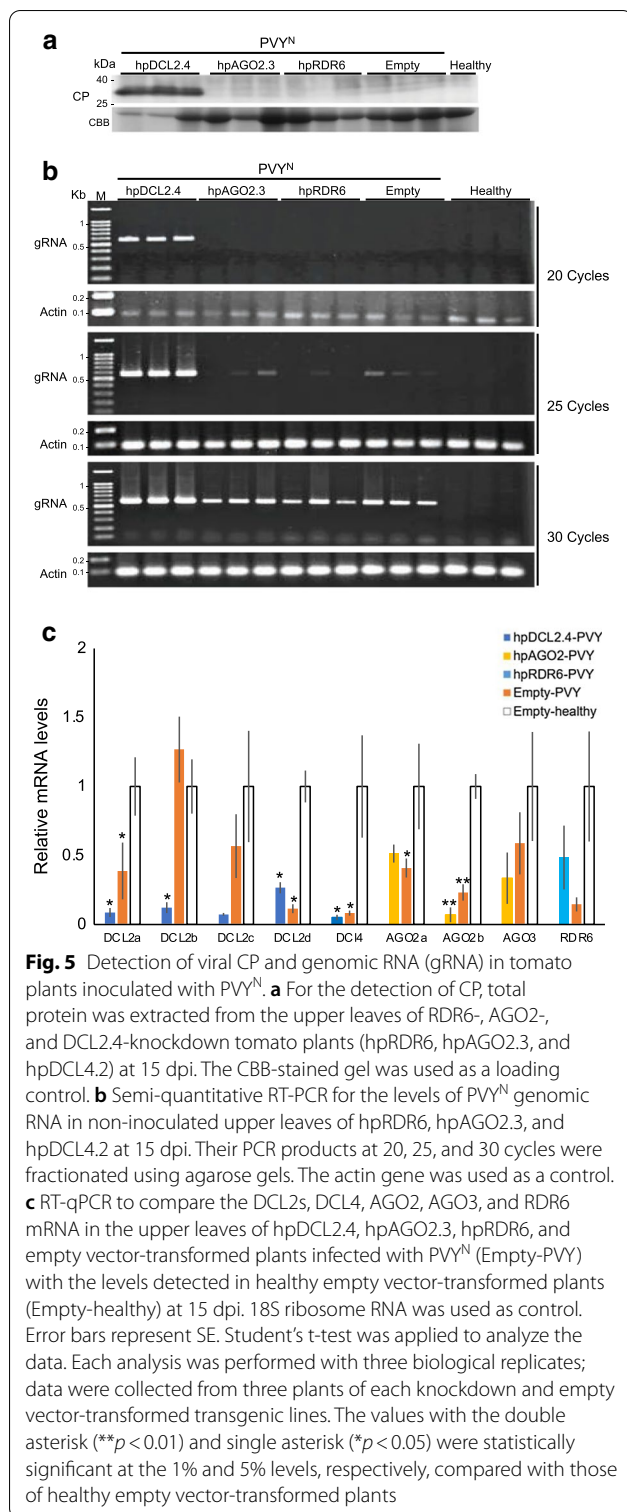 a
PVYᴺ
kDa hpDCL2.4 hpAGO2.3 hpRDR6 Empty Healthy
40
CP
25
CBB
b
PVYᴺ
Kb M hpDCL2.4 hpAGO2.3 hpRDR6 Empty Healthy
1
gRNA 0.5
20 Cycles
0.2
Actin 0.1
1
gRNA 0.5
25 Cycles
0.2
Actin 0.1
1
gRNA 0.5
30 Cycles
0.2
Actin 0.1
c
2
1.5
1
0.5
0
Relative mRNA levels
hpDCL2.4-PVY
hpAGO2-PVY
hpRDR6-PVY
Empty-PVY
Empty-healthy
* * * * * * * * ** **
DCL2a DCL2b DCL2c DCL2d DCl4 AGO2a AGO2b AGO3 RDR6
Fig. 5 Detection of viral CP and genomic RNA (gRNA) in tomato
plants inoculated with PVYᴺ. a For the detection of CP, total
protein was extracted from the upper leaves of RDR6-, AGO2-,
and DCL2.4-knockdown tomato plants (hpRDR6, hpAGO2.3, and
hpDCL4.2) at 15 dpi. The CBB-stained gel was used as a loading
control. b Semi-quantitative RT-PCR for the levels of PVYᴺ genomic
RNA in non-inoculated upper leaves of hpRDR6, hpAGO2.3, and
hpDCL4.2 at 15 dpi. Their PCR products at 20, 25, and 30 cycles were
fractionated using agarose gels. The actin gene was used as a control.
c RT-qPCR to compare the DCL2s, DCL4, AGO2, AGO3, and RDR6
mRNA in the upper leaves of hpDCL2.4, hpAGO2.3, hpRDR6, and
empty vector-transformed plants infected with PVYᴺ (Empty-PVY)
with the levels detected in healthy empty vector-transformed plants
(Empty-healthy) at 15 dpi. 18S ribosome RNA was used as control.
Error bars represent SE. Student's t-test was applied to analyze the
data. Each analysis was performed with three biological replicates;
data were collected from three plants of each knockdown and empty
vector-transformed transgenic lines. The values with the double
asterisk (**p < 0.01) and single asterisk (*p < 0.05) were statistically
significant at the 1% and 5% levels, respectively, compared with those
of healthy empty vector-transformed plants